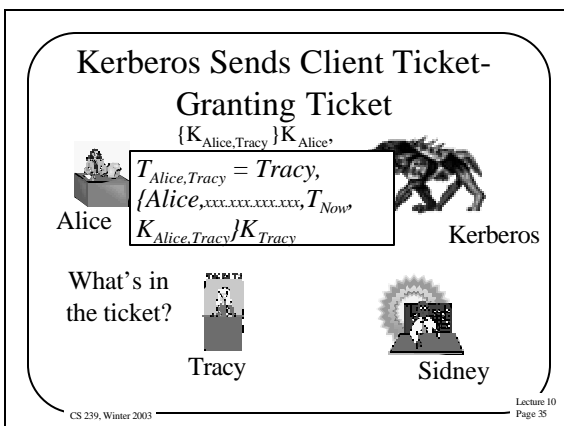 Kerberos Sends Client Ticket-
Granting Ticket
{K_Alice,Tracy}K_Alice,
T_Alice,Tracy = Tracy,
{Alice,xxx.xxx.xxx.xxx,T_Now,
K_Alice,Tracy}K_Tracy
Alice
Kerberos
What's in
the ticket?
Tracy
Sidney
CS 239, Winter 2003
Lecture 10
Page 35